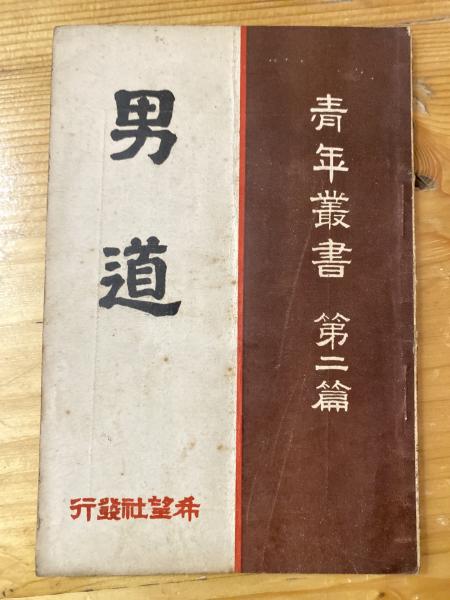 青年叢書 第二篇
男道
希望社發行